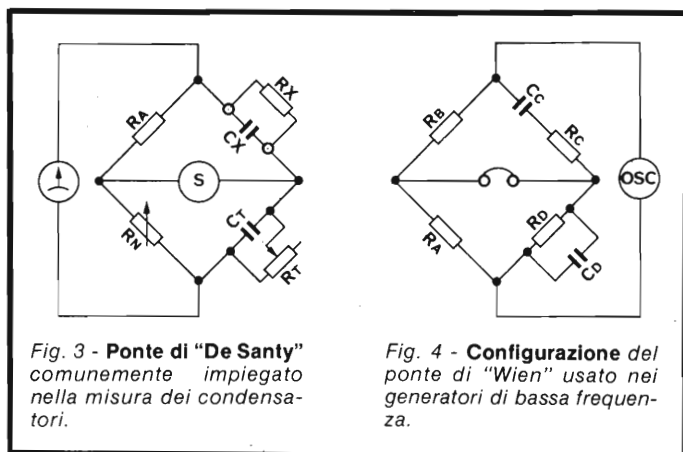 RA
RX
CX
S
RN
CT
RT
Fig. 3 - Ponte di "De Santy"
comunemente impiegato
nella misura dei condensa-
tori.
CC
RB
RC
OSC
RA
RD
CD
Fig. 4 - Configurazione del
ponte di "Wien" usato nei
generatori di bassa frequen-
za.